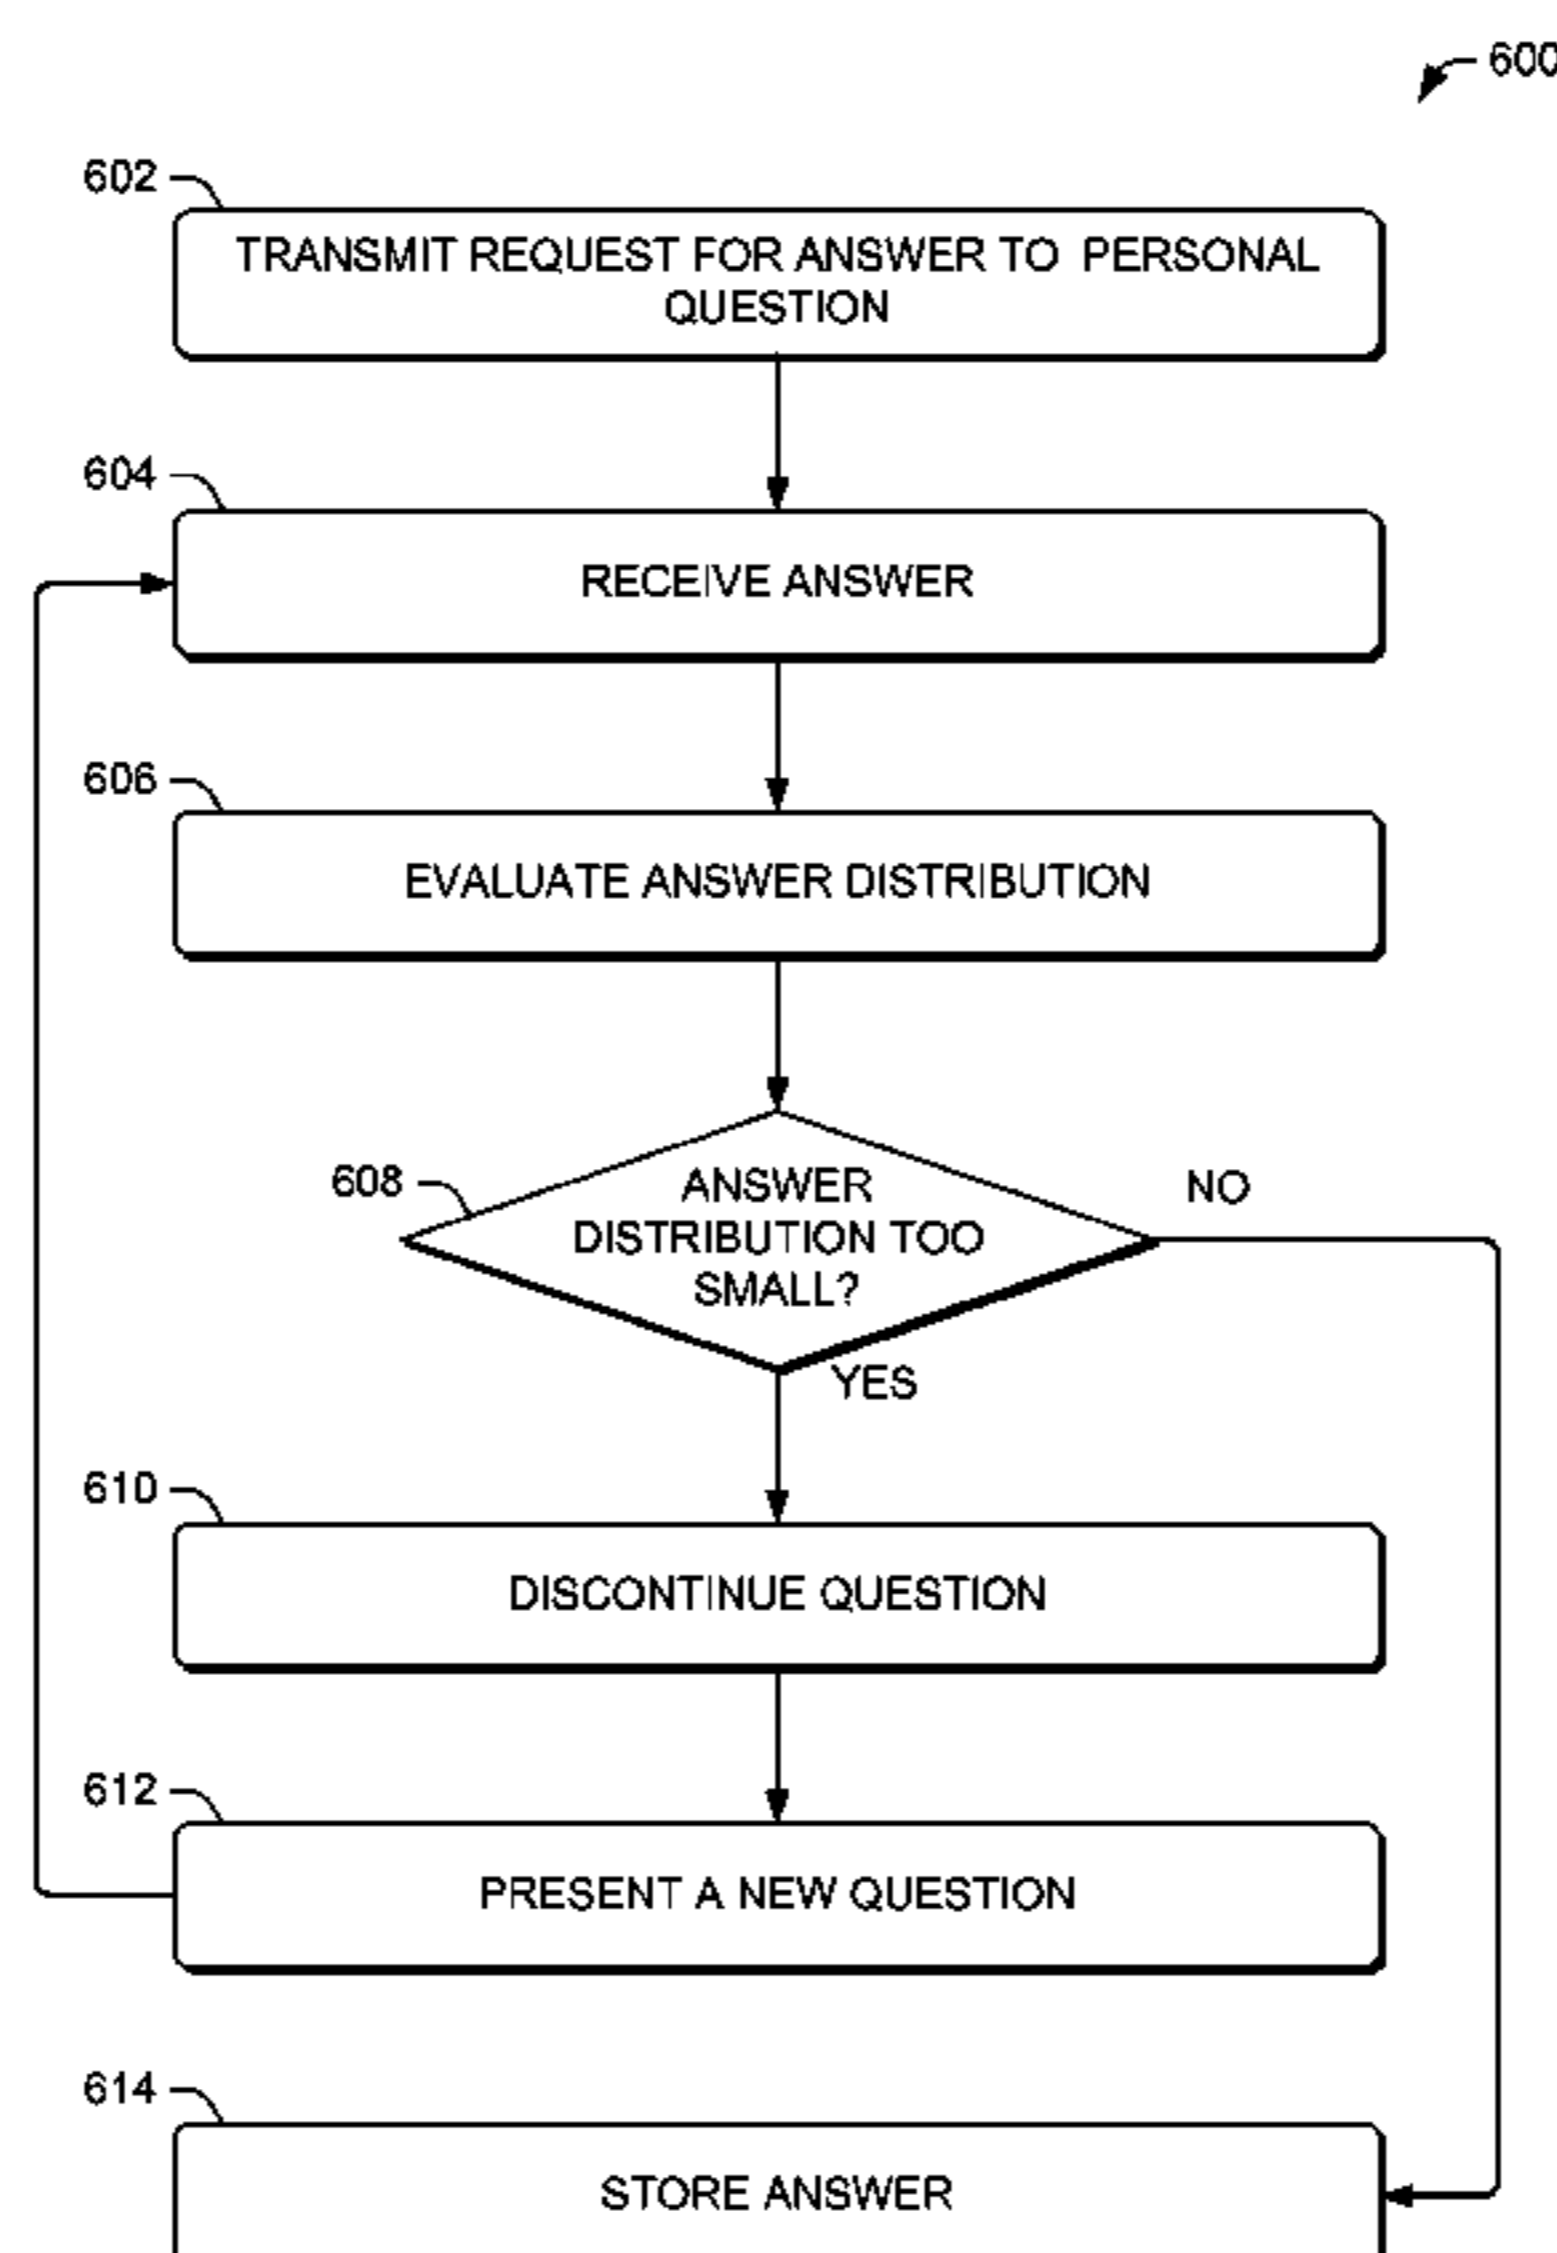 600
602
TRANSMIT REQUEST FOR ANSWER TO PERSONAL
QUESTION
604
RECEIVE ANSWER
606
EVALUATE ANSWER DISTRIBUTION
608
ANSWER
DISTRIBUTION TOO
SMALL?
NO
YES
610
DISCONTINUE QUESTION
612
PRESENT A NEW QUESTION
614
STORE ANSWER